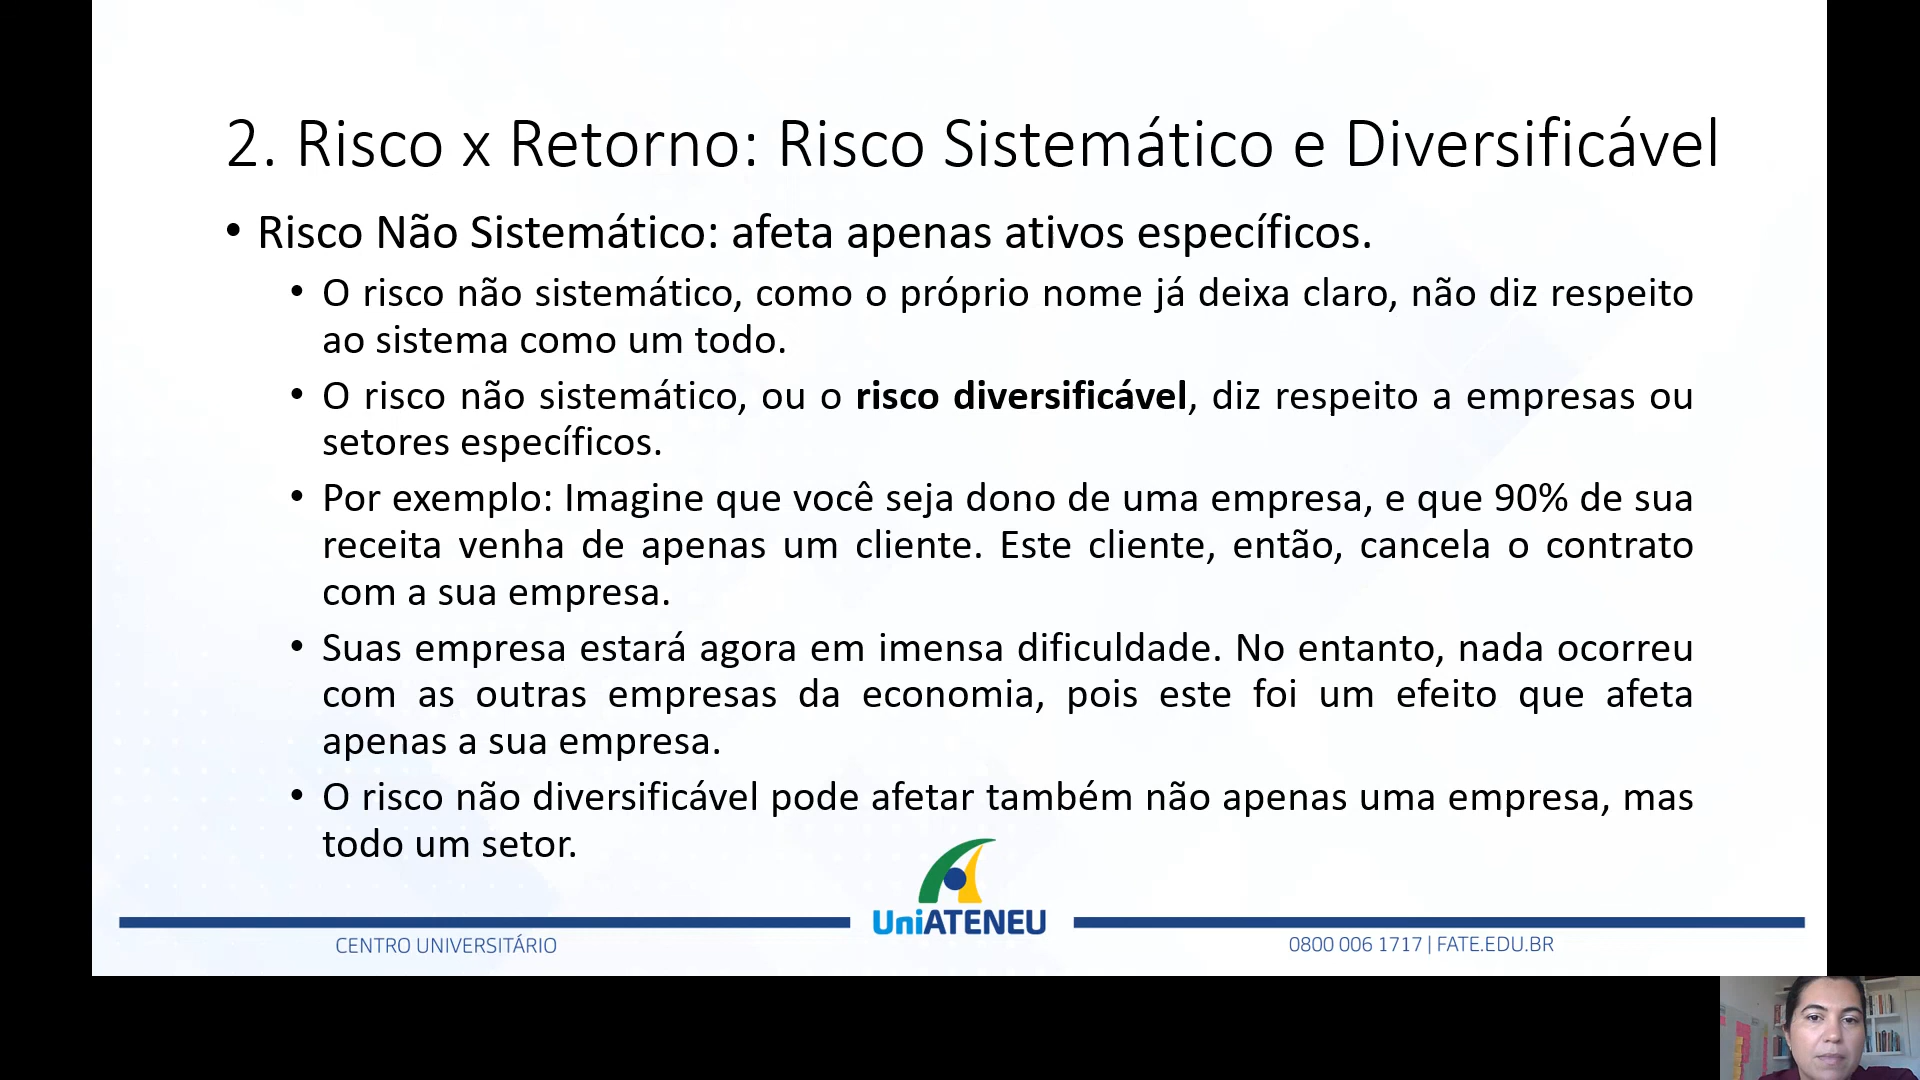 2. Risco x Retorno: Risco Sistemático e Diversificável
• Risco Não Sistemático: afeta apenas ativos específicos.
• O risco não sistemático, como o próprio nome já deixa claro, não diz respeito
ao sistema como um todo.
• O risco não sistemático, ou o risco diversificável, diz respeito a empresas ou
setores específicos.
• Por exemplo: Imagine que você seja dono de uma empresa, e que 90% de sua
receita venha de apenas um cliente. Este cliente, então, cancela o contrato
com a sua empresa.
• Suas empresa estará agora em imensa dificuldade. No entanto, nada ocorreu
com as outras empresas da economia, pois este foi um efeito que afeta
apenas a sua empresa.
• O risco não diversificável pode afetar também não apenas uma empresa, mas
todo um setor.
UniATENEU
CENTRO UNIVERSITÁRIO
0800 006 1717 | FATE.EDU.BR